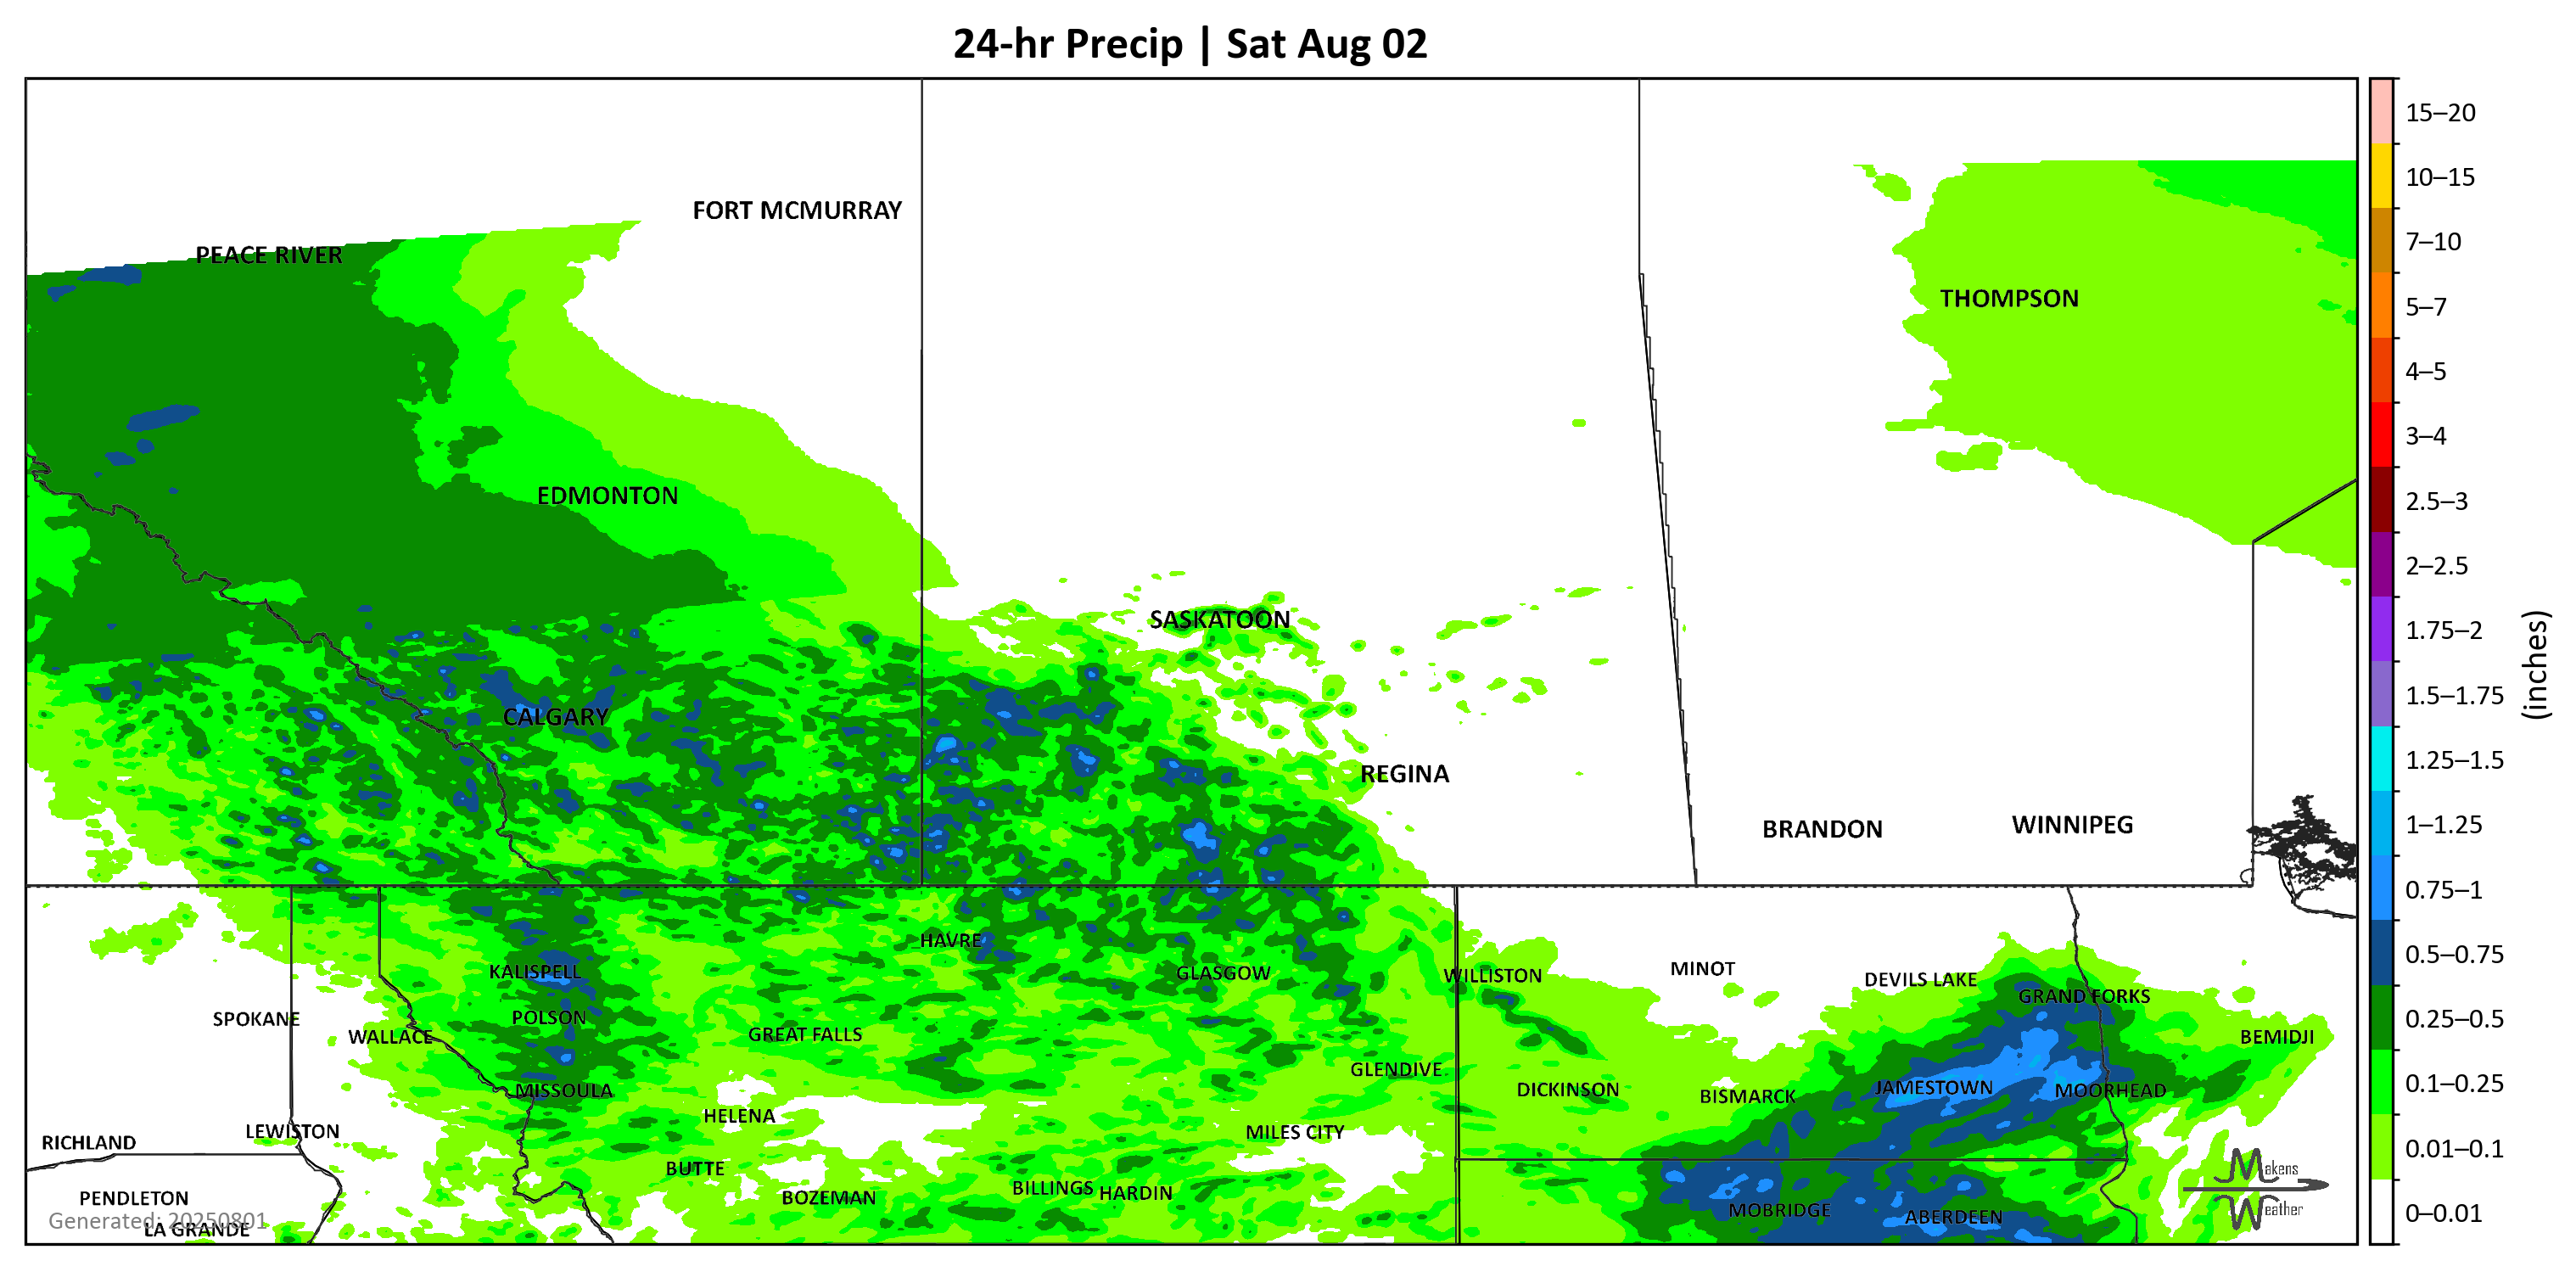 24-hr Precip | Sat Aug 02
FORT MCMURRAY
PEACE RIVER
THOMPSON
EDMONTON
SASKATOON
CALGARY
REGINA
BRANDON
WINNIPEG
HAVRE
KALISPELL
GLASGOW
WILLISTON
MINOT
DEVILS LAKE
GRAND FORKS
SPOKANE
POLSON
WALLACE
GREAT FALLS
BEMIDJI
GLENDIVE
MISSOULA
DICKINSON
BISMARCK
JAMESTOWN
MOORHEAD
HELENA
LEWISTON
MILES CITY
RICHLAND
BUTTE
BILLINGS
HARDIN
PENDLETON
BOZEMAN
MOBRIDGE
ABERDEEN
Generated: 20250801
LA GRANDE
Makens
Weather
15–20
10–15
7–10
5–7
4–5
3–4
2.5–3
2–2.5
1.75–2
1.5–1.75
1.25–1.5
1–1.25
0.75–1
0.5–0.75
0.25–0.5
0.1–0.25
0.01–0.1
0–0.01
(inches)